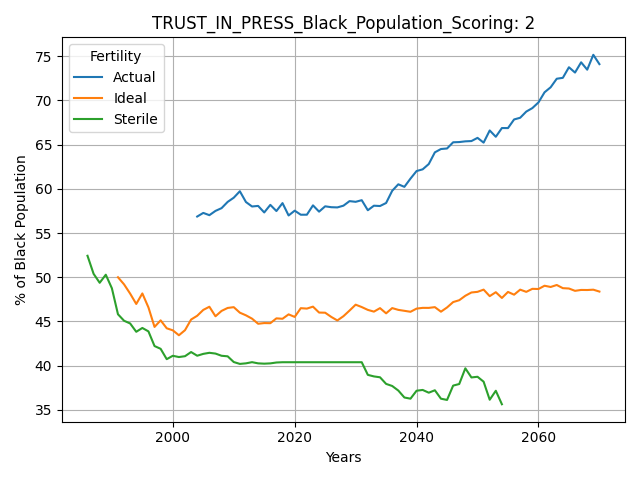 TRUST_IN_PRESS_Black_Population_Scoring: 2
Fertility
Actual
Ideal
Sterile
% of Black Population
75
70
65
60
55
50
45
40
35
2000 2020 2040 2060
Years